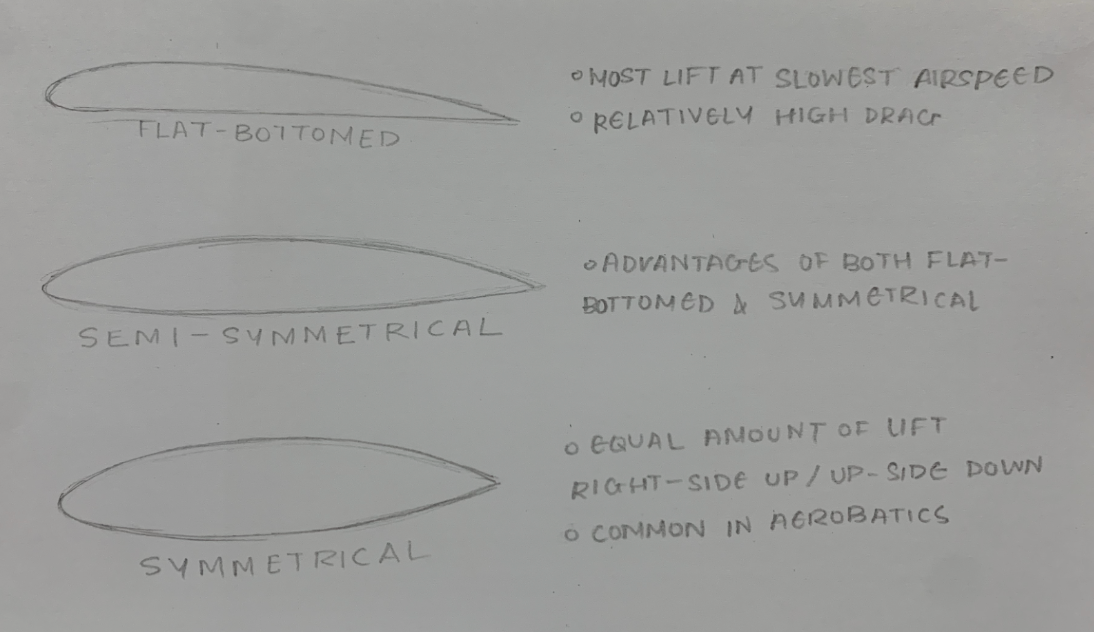 ○ MOST LIFT AT SLOWEST AIRSPEED
○ RELATIVELY HIGH DRAG
FLAT-BOTTOMED
○ ADVANTAGES OF BOTH FLAT-
BOTTOMED & SYMMETRICAL
SEMI-SYMMETRICAL
○ EQUAL AMOUNT OF LIFT
RIGHT-SIDE UP / UP-SIDE DOWN
○ COMMON IN AEROBATICS
SYMMETRICAL